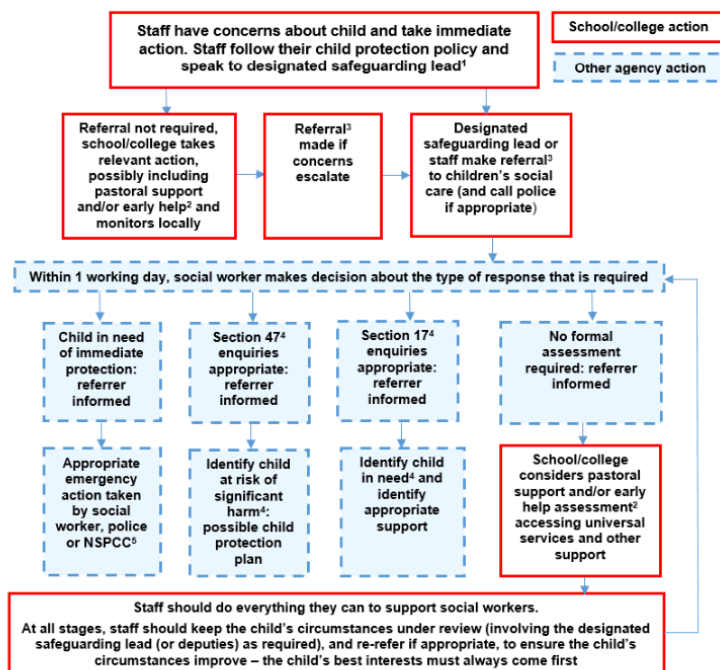 Staff have concerns about child and take immediate
action. Staff follow their child protection policy and
speak to designated safeguarding lead¹
School/college action
Other agency action
Referral not required,
school/college takes
relevant action,
possibly including
pastoral support
and/or early help² and
monitors locally
Referral³
made if
concerns
escalate
Designated
safeguarding lead or
staff make referral³
to children's social
care (and call police
if appropriate)
Within 1 working day, social worker makes decision about the type of response that is required
Child in need
of immediate
protection:
referrer
informed
Section 47⁴
enquiries
appropriate:
referrer
informed
Section 17⁴
enquiries
appropriate:
referrer
informed
No formal
assessment
required: referrer
informed
Appropriate
emergency
action taken
by social
worker, police
or NSPCC⁵
Identify child
at risk of
significant
harm⁴:
possible child
protection
plan
Identify child
in need⁴ and
identify
appropriate
support
School/college
considers pastoral
support and/or early
help assessment²
accessing universal
services and other
support
Staff should do everything they can to support social workers.
At all stages, staff should keep the child's circumstances under review (involving the designated
safeguarding lead (or deputies) as required), and re-refer if appropriate, to ensure the child's
circumstances improve – the child's best interests must always come first